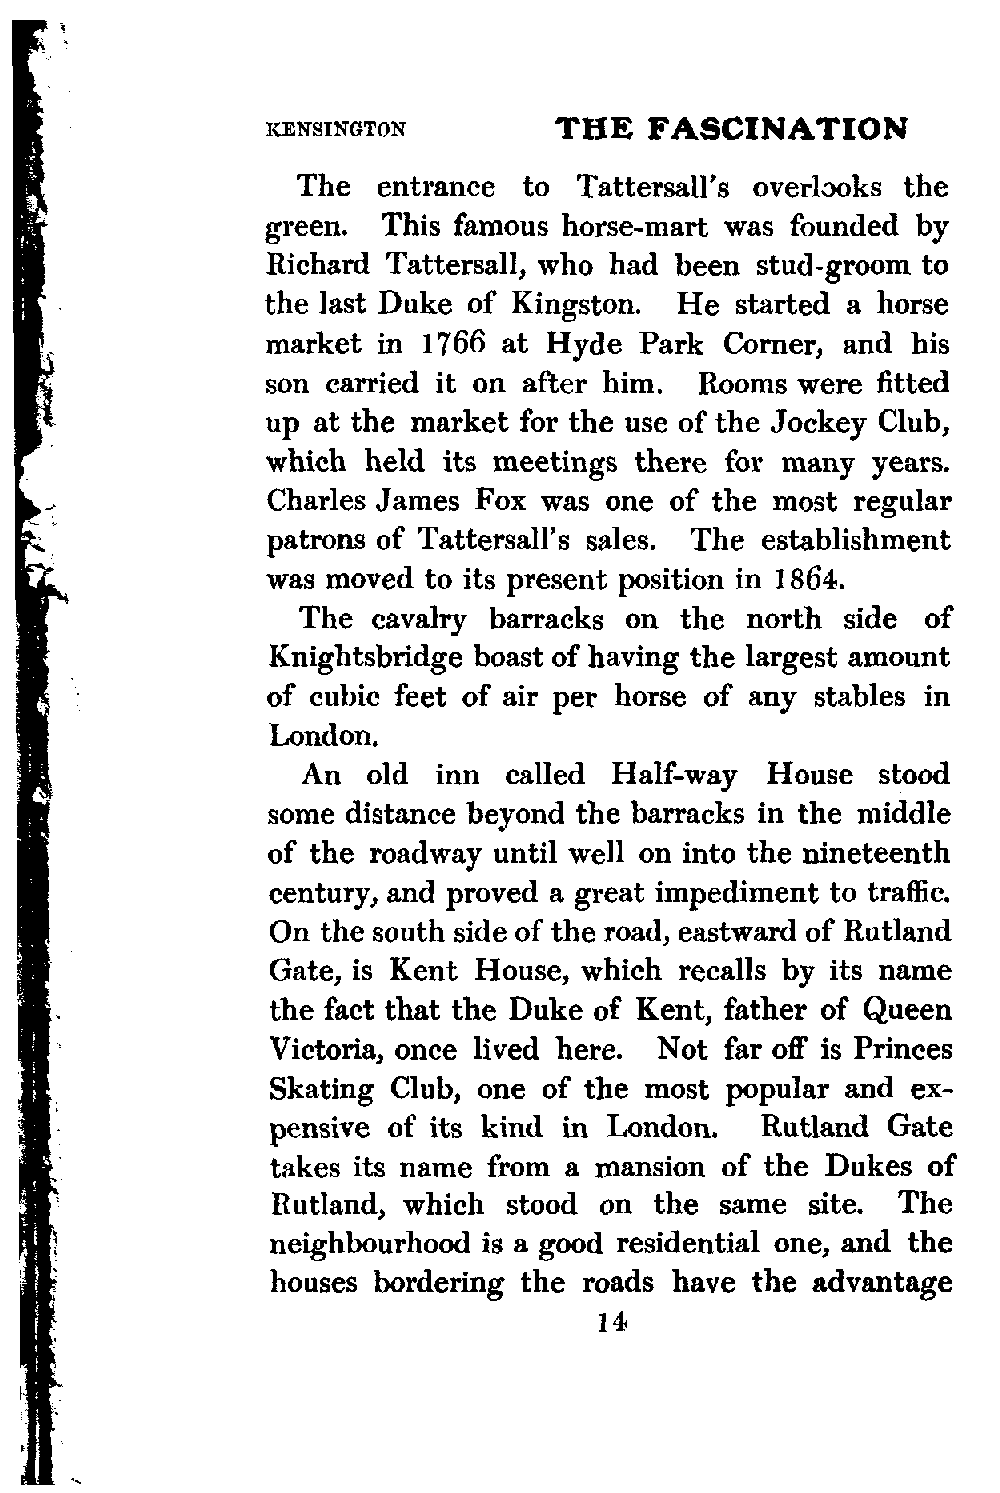 KENSINGTON THE FASCINATION
The entrance to Tattersall's overlooks the
green. This famous horse-mart was founded by
Richard Tattersall, who had been stud-groom to
the last Duke of Kingston. He started a horse
market in 1766 at Hyde Park Corner, and his
son carried it on after him. Rooms were fitted
up at the market for the use of the Jockey Club,
which held its meetings there for many years.
Charles James Fox was one of the most regular
patrons of Tattersall's sales. The establishment
was moved to its present position in 1864.
The cavalry barracks on the north side of
Knightsbridge boast of having the largest amount
of cubic feet of air per horse of any stables in
London.
An old inn called Half-way House stood
some distance beyond the barracks in the middle
of the roadway until well on into the nineteenth
century, and proved a great impediment to traffic.
On the south side of the road, eastward of Rutland
Gate, is Kent House, which recalls by its name
the fact that the Duke of Kent, father of Queen
Victoria, once lived here. Not far off is Princes
Skating Club, one of the most popular and ex-
pensive of its kind in London. Rutland Gate
takes its name from a mansion of the Dukes of
Rutland, which stood on the same site. The
neighbourhood is a good residential one, and the
houses bordering the roads have the advantage
14